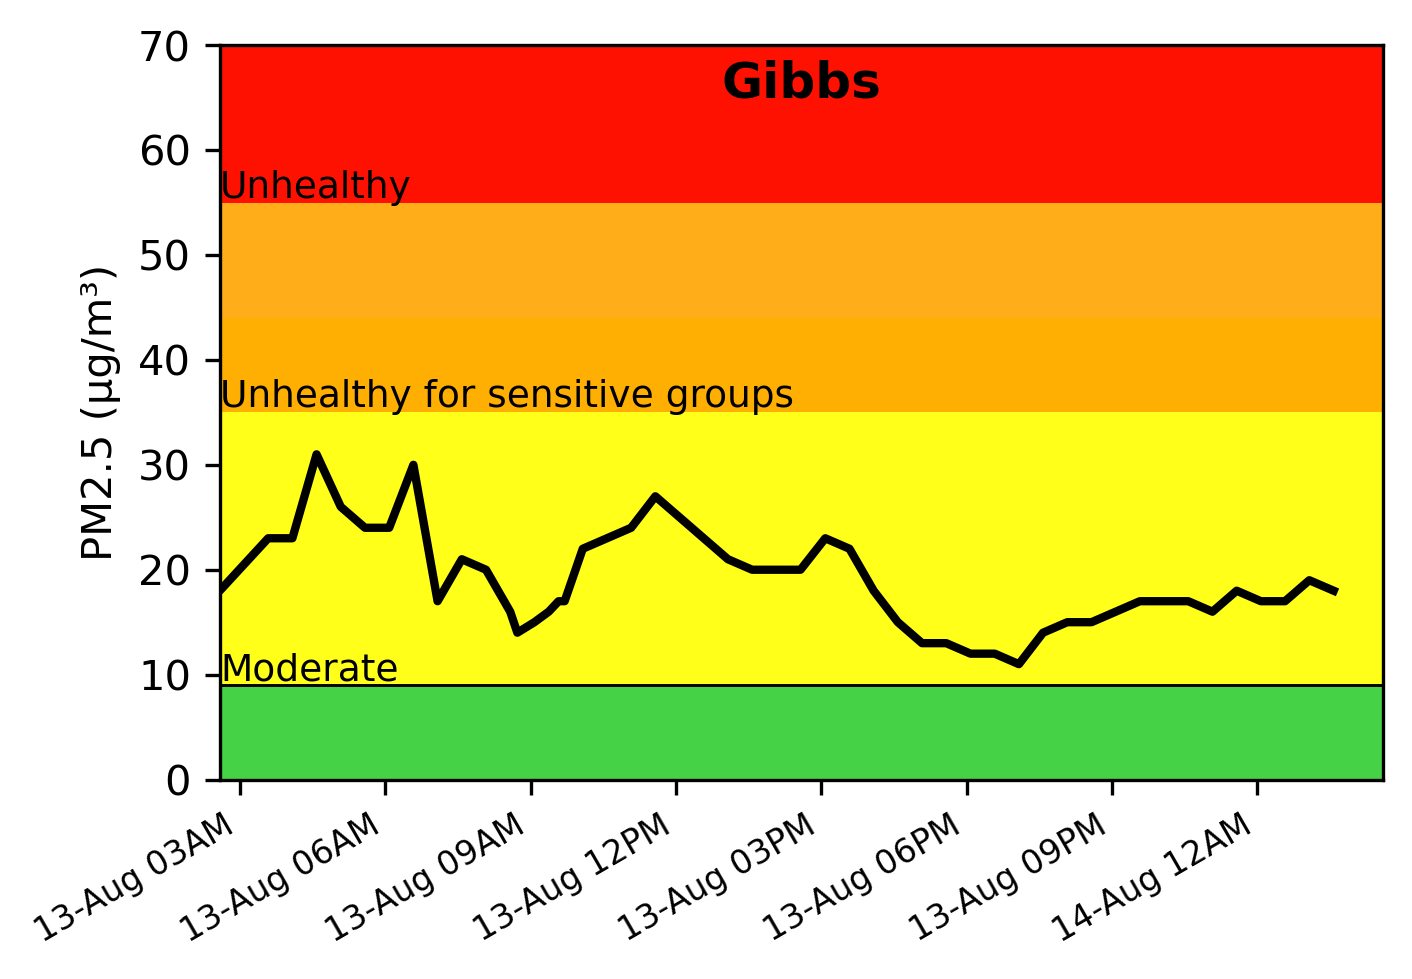 Gibbs
70
60
50
40
30
20
10
0
PM2.5 (µg/m³)
Unhealthy
Unhealthy for sensitive groups
Moderate
13-Aug 03AM
13-Aug 06AM
13-Aug 09AM
13-Aug 12PM
13-Aug 03PM
13-Aug 06PM
13-Aug 09PM
14-Aug 12AM